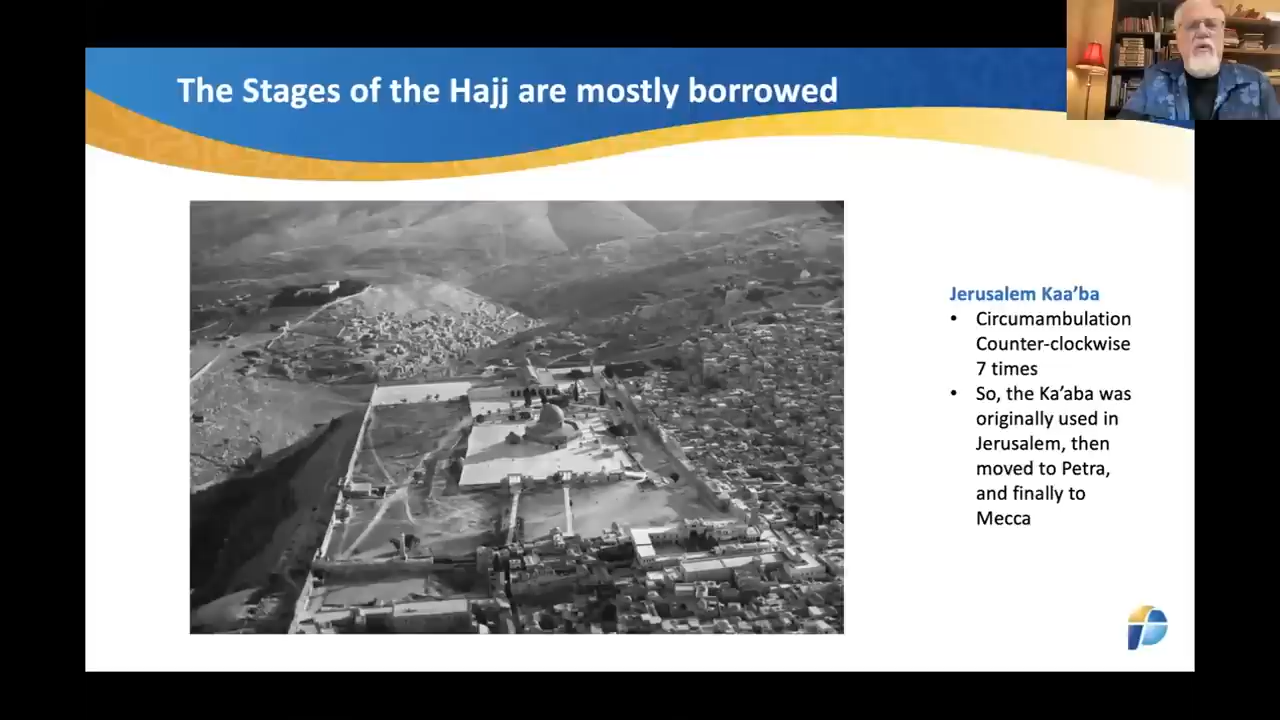 The Stages of the Hajj are mostly borrowed
Jerusalem Kaa’ba
• Circumambulation
Counter-clockwise
7 times
• So, the Ka’aba was
originally used in
Jerusalem, then
moved to Petra,
and finally to
Mecca